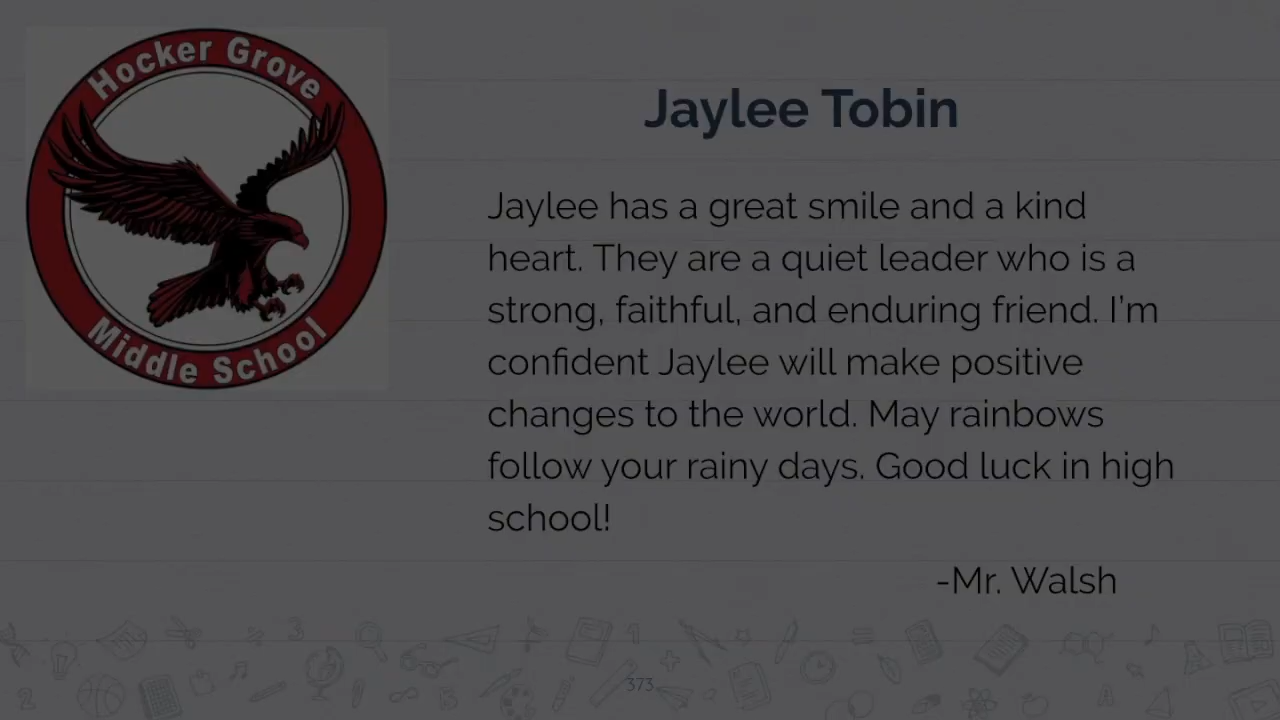 Hocker Grove
Middle School
Jaylee Tobin
Jaylee has a great smile and a kind
heart. They are a quiet leader who is a
strong, faithful, and enduring friend. I’m
confident Jaylee will make positive
changes to the world. May rainbows
follow your rainy days. Good luck in high
school!
-Mr. Walsh
373